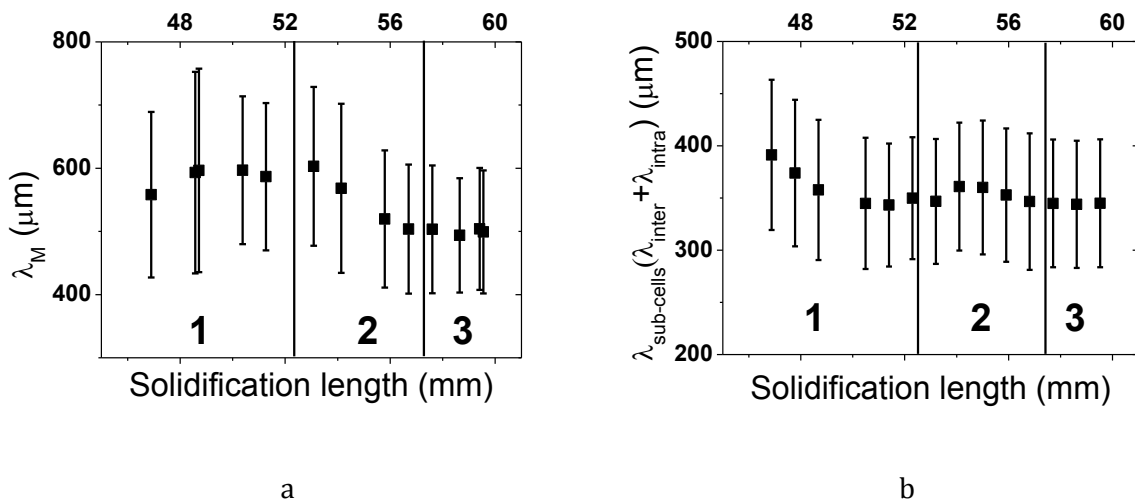 48 52 56 60
800
600
400
λM (μm)
1 2 3
Solidification length (mm)
a
48 52 56 60
500
400
300
200
λsub-cells(λinter +λintra) (μm)
1 2 3
Solidification length (mm)
b